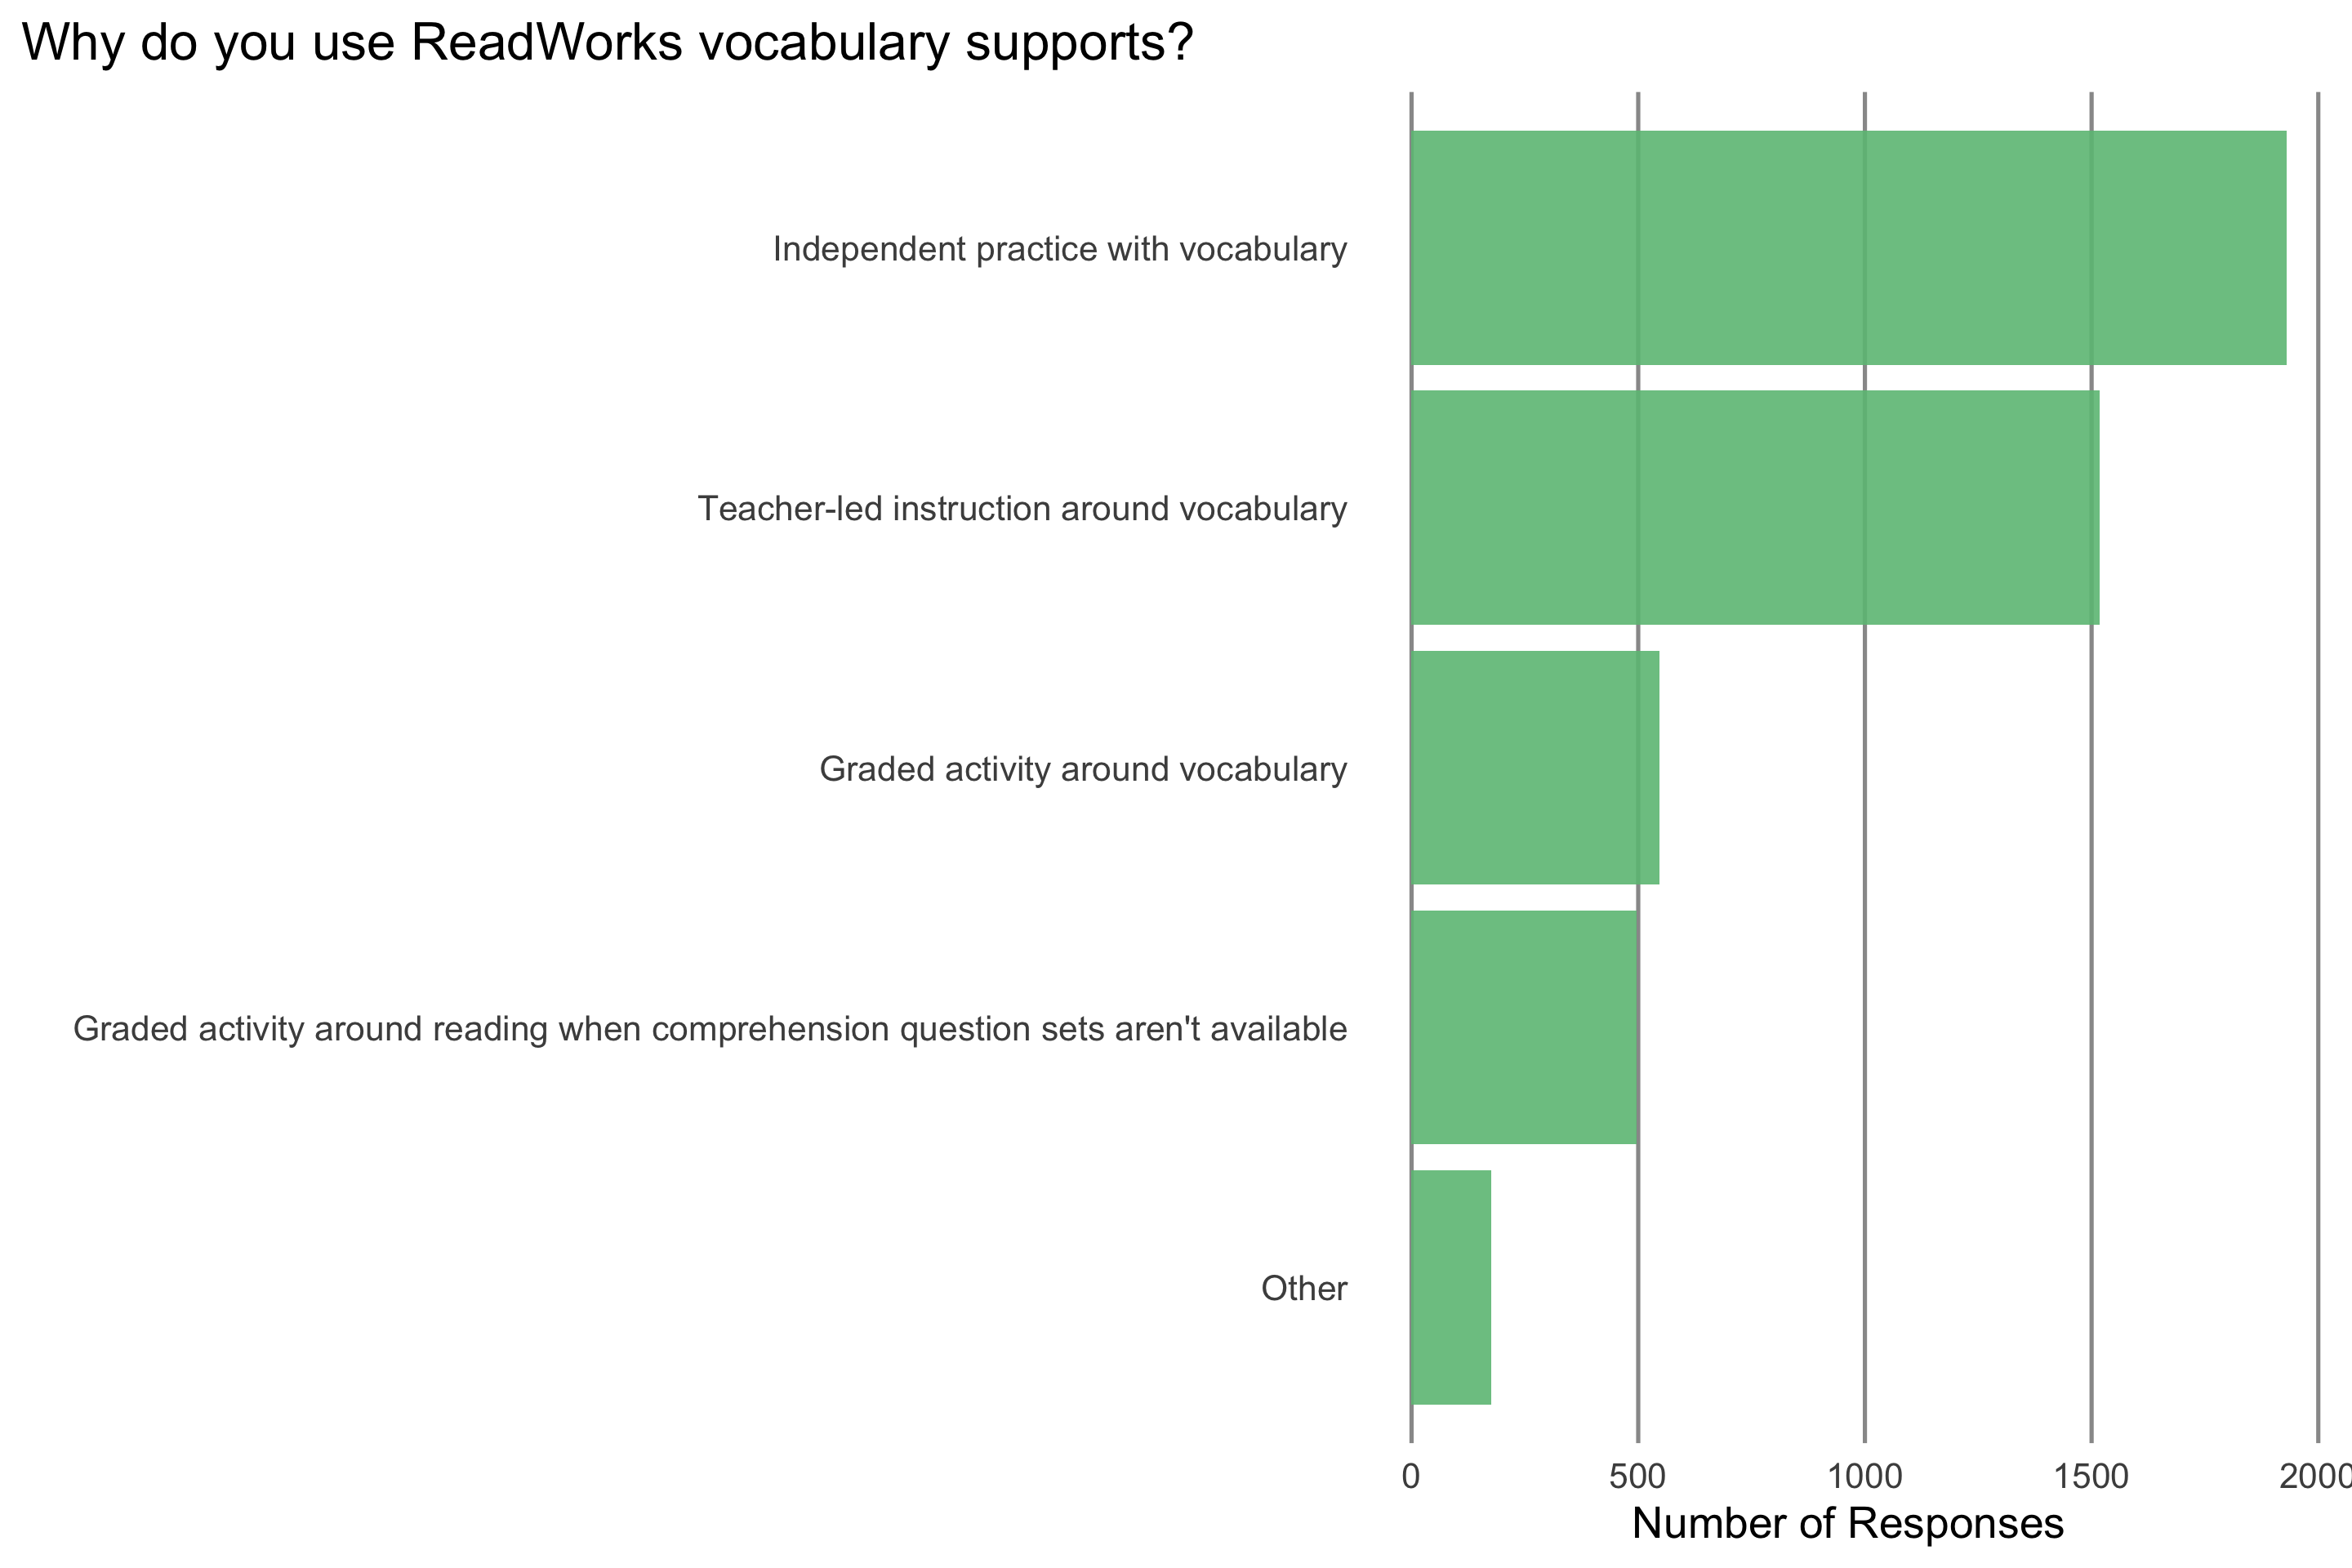 Why do you use ReadWorks vocabulary supports?
Independent practice with vocabulary
Teacher-led instruction around vocabulary
Graded activity around vocabulary
Graded activity around reading when comprehension question sets aren't available
Other
0 500 1000 1500 2000
Number of Responses